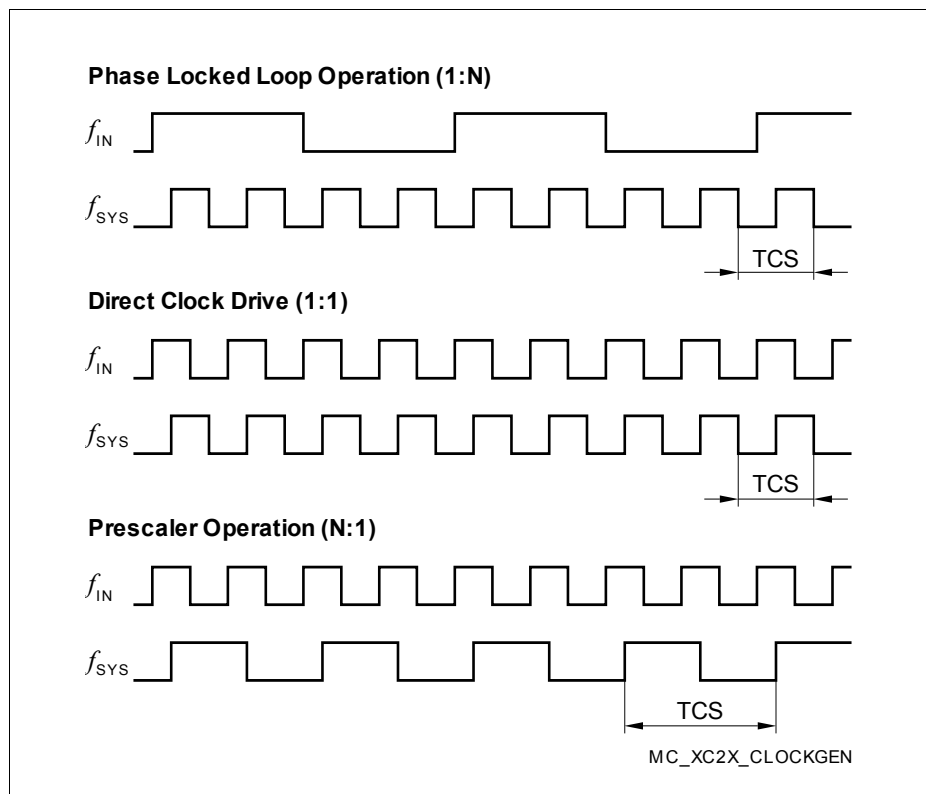 Phase Locked Loop Operation (1:N)
fIN
fSYS
TCS
Direct Clock Drive (1:1)
fIN
fSYS
TCS
Prescaler Operation (N:1)
fIN
fSYS
TCS
MC_XC2X_CLOCKGEN